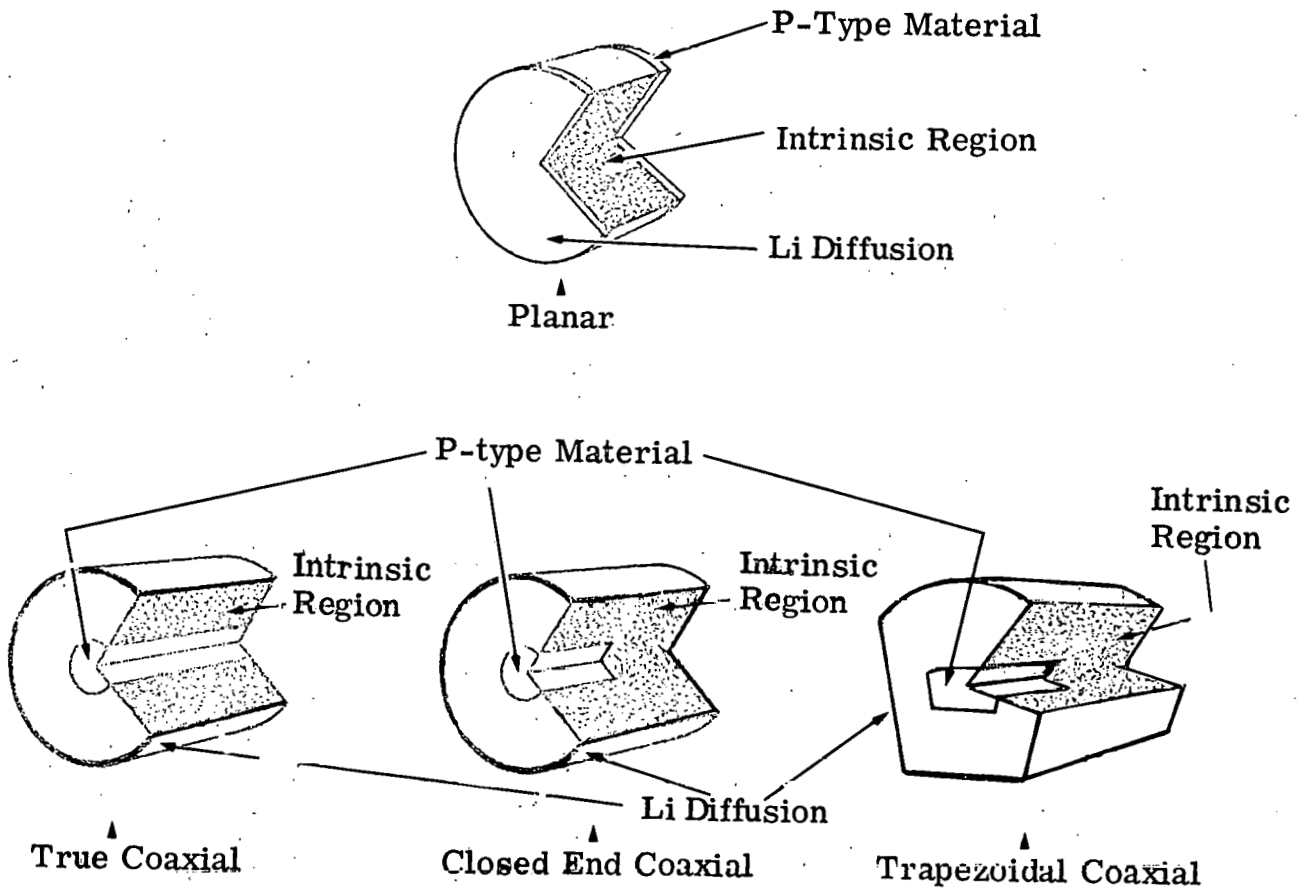 P-Type Material
Intrinsic Region
Li Diffusion
Planar
P-type Material
Intrinsic
Region
Intrinsic
Region
Intrinsic
Region
Li Diffusion
True Coaxial
Closed End Coaxial
Trapezoidal Coaxial